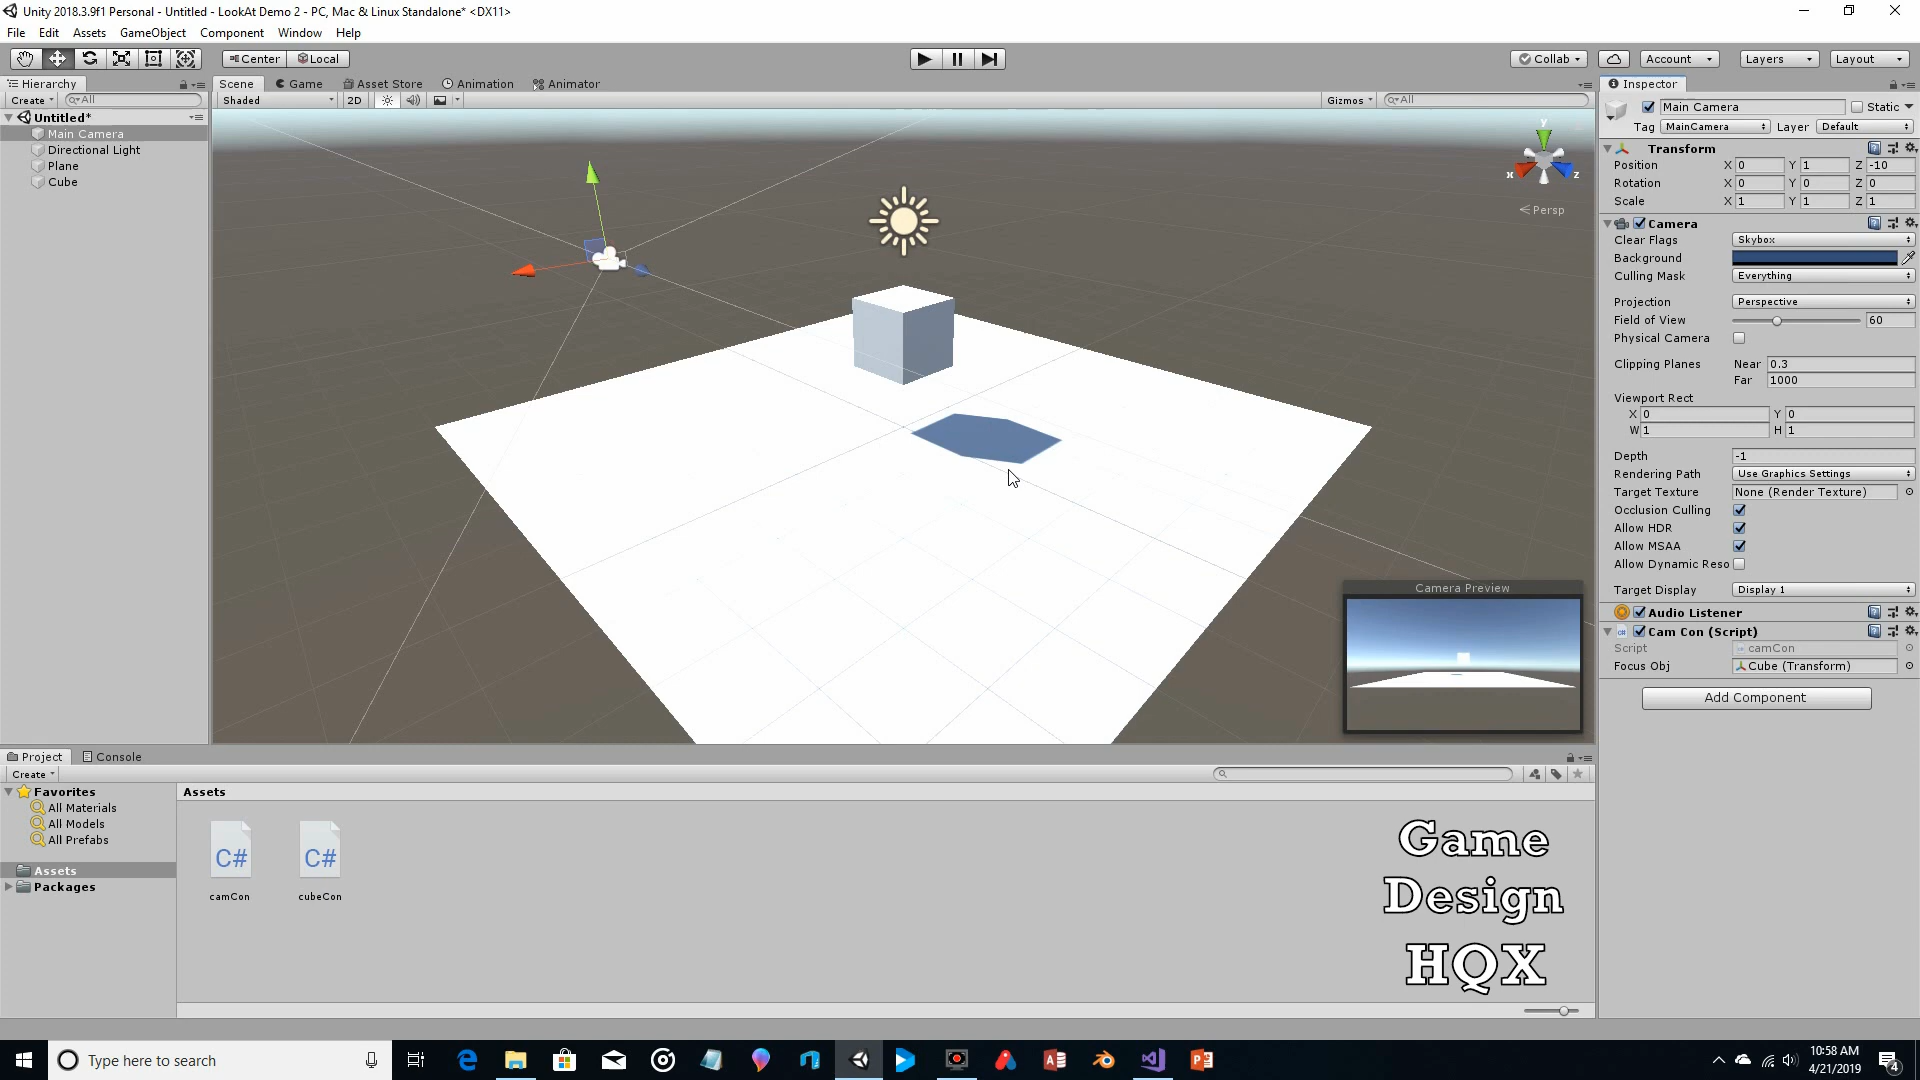 Unity 2018.3.9f1 Personal - Untitled - LookAt Demo 2 - PC, Mac & Linux Standalone* <DX11>
File Edit Assets GameObject Component Window Help
Center Local Collab Account Layers Layout
Hierarchy
Create All
Untitled*
Main Camera
Directional Light
Plane
Cube
Scene Game Asset Store Animation Animator
Shaded 2D Gizmos All
y
x z
Persp
Camera Preview
Inspector
Main Camera Static
Tag MainCamera Layer Default
Transform
Position X 0 Y 1 Z -10
Rotation X 0 Y 0 Z 0
Scale X 1 Y 1 Z 1
Camera
Clear Flags Skybox
Background
Culling Mask Everything
Projection Perspective
Field of View 60
Physical Camera
Clipping Planes Near 0.3
Far 1000
Viewport Rect
X 0 Y 0
W 1 H 1
Depth -1
Rendering Path Use Graphics Settings
Target Texture None (Render Texture)
Occlusion Culling
Allow HDR
Allow MSAA
Allow Dynamic Reso
Target Display Display 1
Audio Listener
Cam Con (Script)
Script camCon
Focus Obj Cube (Transform)
Add Component
Project Console
Create
Favorites
All Materials
All Models
All Prefabs
Assets
Packages
Assets
C# C#
camCon cubeCon
Game
Design
HQX
Type here to search
10:58 AM
4/21/2019
4